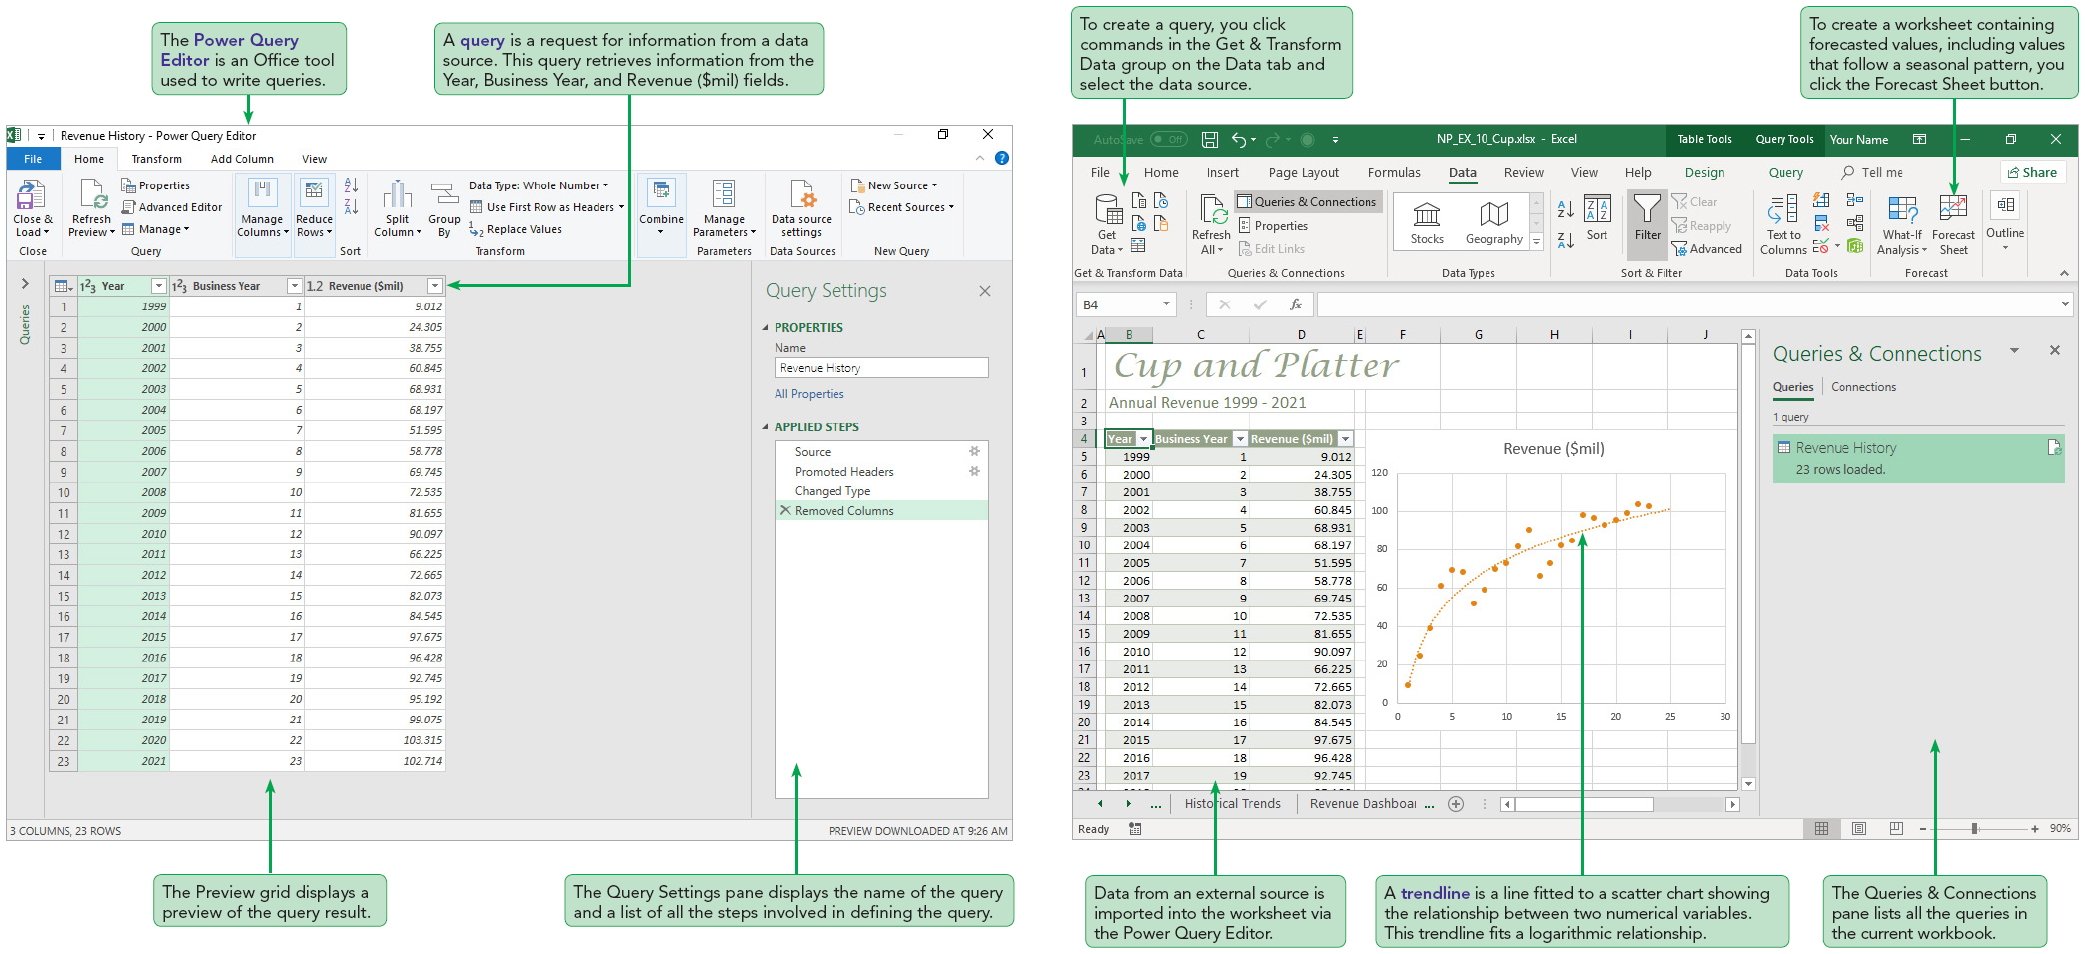 The Power Query
Editor is an Office tool
used to write queries.
A query is a request for information from a data
source. This query retrieves information from the
Year, Business Year, and Revenue ($mil) fields.
Revenue History - Power Query Editor
File Home Transform Add Column View
Close &
Load
Close
Refresh
Preview
Properties
Advanced Editor
Manage
Query
Manage
Columns
Reduce
Rows
Sort
Split
Column
Group
By
Data Type: Whole Number
Use First Row as Headers
Replace Values
Transform
Combine
Manage
Parameters
Parameters
Data source
settings
Data Sources
New Source
Recent Sources
New Query
Queries
Year Business Year 1.2 Revenue ($mil)
1 1999 1 9.012
2 2000 2 24.305
3 2001 3 38.755
4 2002 4 60.845
5 2003 5 68.931
6 2004 6 68.197
7 2005 7 51.595
8 2006 8 58.778
9 2007 9 69.745
10 2008 10 72.535
11 2009 11 81.655
12 2010 12 90.097
13 2011 13 66.225
14 2012 14 72.665
15 2013 15 82.073
16 2014 16 84.545
17 2015 17 97.675
18 2016 18 96.428
19 2017 19 92.745
20 2018 20 95.192
21 2019 21 99.075
22 2020 22 103.315
23 2021 23 102.714
Query Settings
PROPERTIES
Name
Revenue History
All Properties
APPLIED STEPS
Source
Promoted Headers
Changed Type
Removed Columns
3 COLUMNS, 23 ROWS
PREVIEW DOWNLOADED AT 9:26 AM
The Preview grid displays a
preview of the query result.
The Query Settings pane displays the name of the query
and a list of all the steps involved in defining the query.
To create a query, you click
commands in the Get & Transform
Data group on the Data tab and
select the data source.
To create a worksheet containing
forecasted values, including values
that follow a seasonal pattern, you
click the Forecast Sheet button.
AutoSave Off
NP_EX_10_Cup.xlsx - Excel
Table Tools Query Tools Your Name
File Home Insert Page Layout Formulas Data Review View Help Design Query Tell me Share
Get
Data
Get & Transform Data
Refresh
All
Queries & Connections
Properties
Edit Links
Queries & Connections
Stocks Geography
Data Types
Sort
Filter
Clear
Reapply
Advanced
Sort & Filter
Text to
Columns
Data Tools
What-If
Analysis
Forecast
Sheet
Forecast
Outline
B4 fx
A B C D E F G H I J
1 Cup and Platter
2 Annual Revenue 1999 - 2021
3
4 Year Business Year Revenue ($mil)
5 1999 1 9.012
6 2000 2 24.305
7 2001 3 38.755
8 2002 4 60.845
9 2003 5 68.931
10 2004 6 68.197
11 2005 7 51.595
12 2006 8 58.778
13 2007 9 69.745
14 2008 10 72.535
15 2009 11 81.655
16 2010 12 90.097
17 2011 13 66.225
18 2012 14 72.665
19 2013 15 82.073
20 2014 16 84.545
21 2015 17 97.675
22 2016 18 96.428
23 2017 19 92.745
Revenue ($mil)
120
100
80
60
40
20
0
0 5 10 15 20 25 30
Queries & Connections
Queries Connections
1 query
Revenue History
23 rows loaded.
... Historical Trends Revenue Dashboar ...
Ready
90%
Data from an external source is
imported into the worksheet via
the Power Query Editor.
A trendline is a line fitted to a scatter chart showing
the relationship between two numerical variables.
This trendline fits a logarithmic relationship.
The Queries & Connections
pane lists all the queries in
the current workbook.